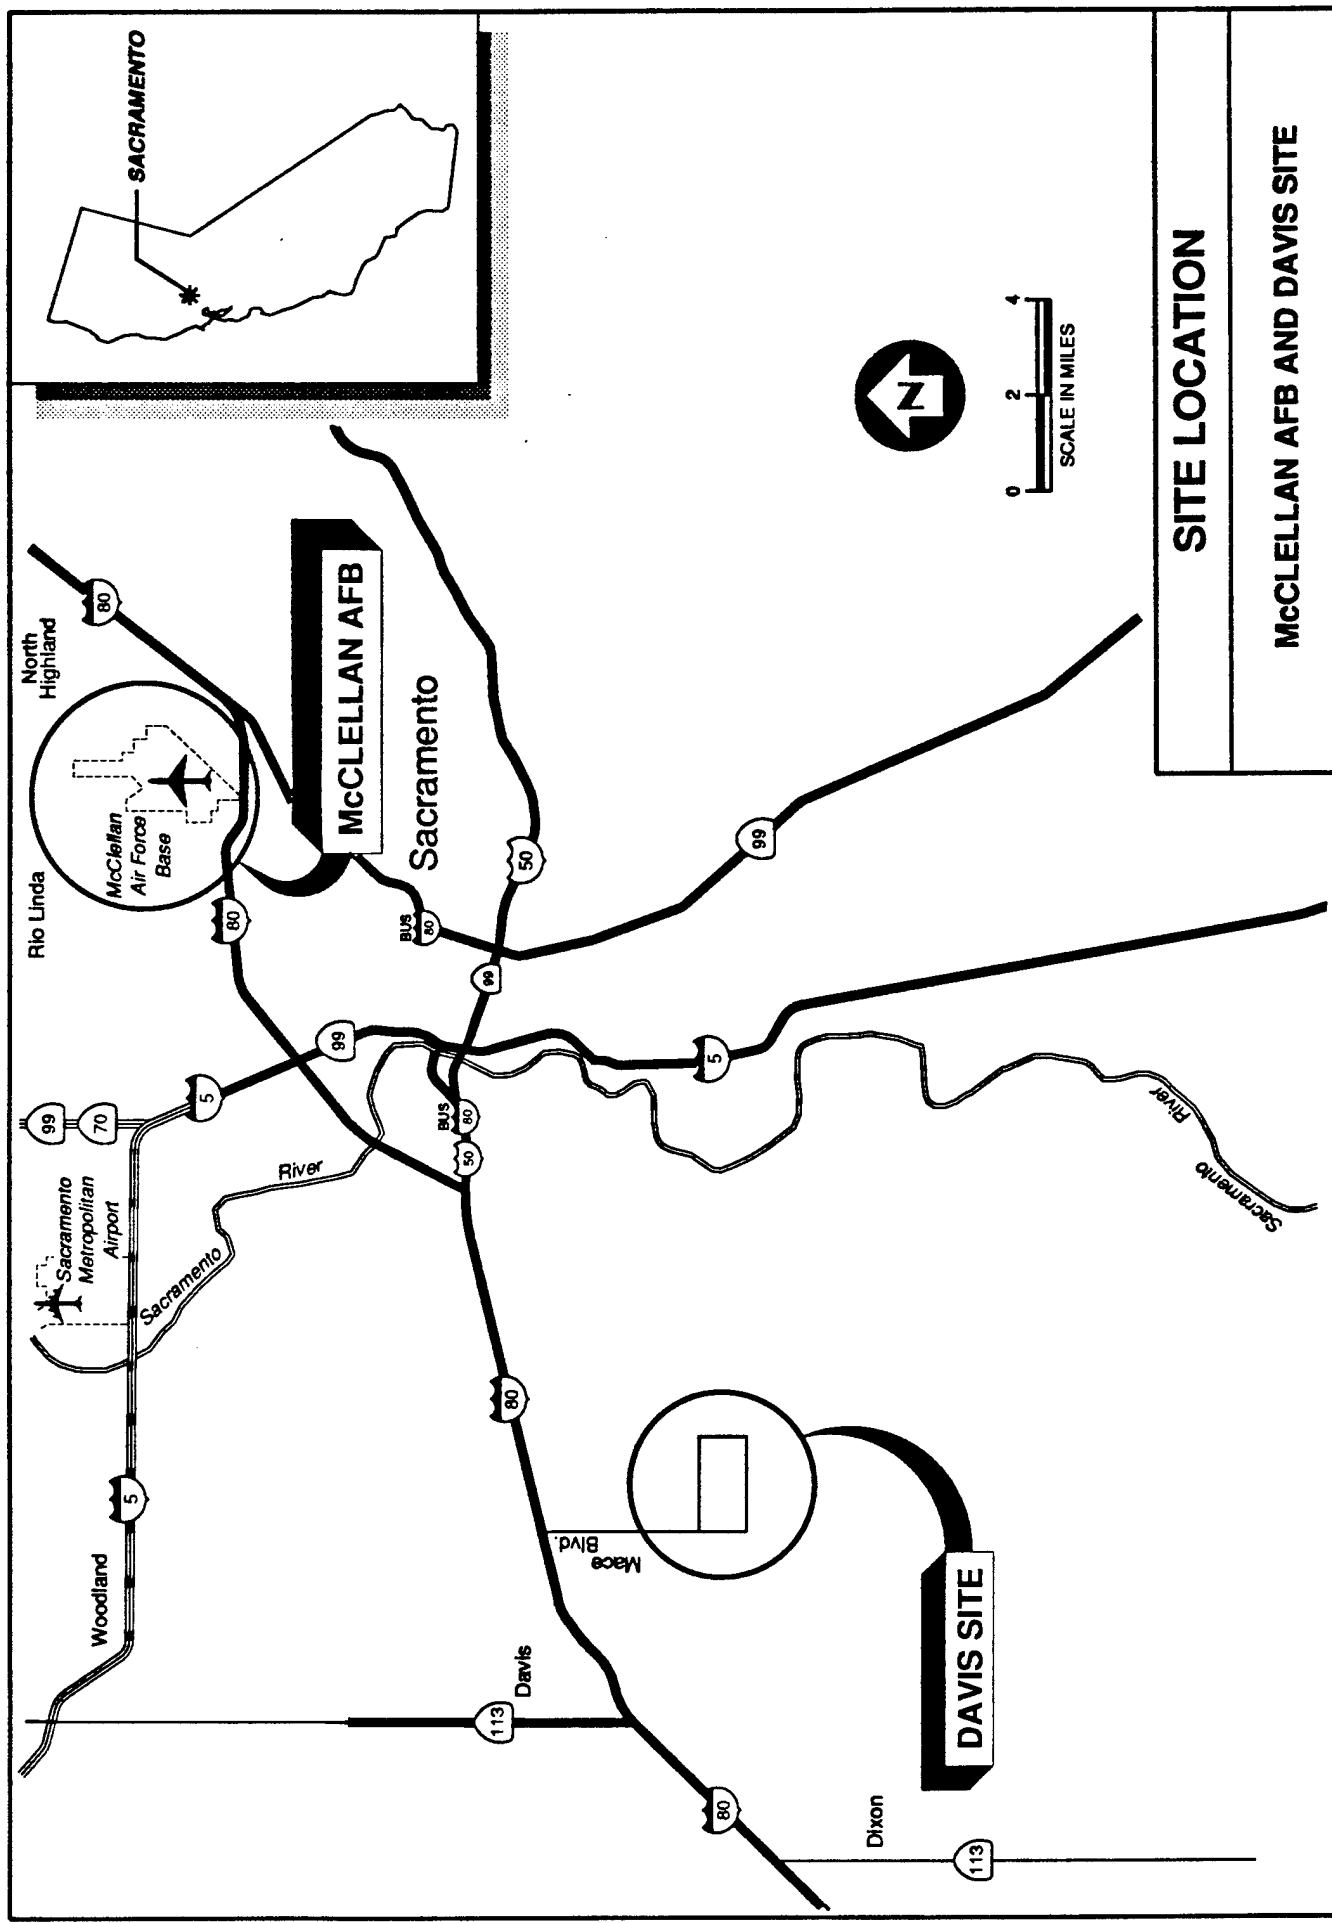 SACRAMENTO
North
Highland
80
Rio Linda
McClellan
Air Force
Base
McCLELLAN AFB
Sacramento
80
BUS
80
50
99
99
99
5
99
70
5
Sacramento
Metropolitan
Airport
Sacramento
River
BUS
80
50
5
Sacramento
River
80
Woodland
5
Mace
Blvd.
Davis
113
DAVIS SITE
80
Dixon
113
N
0 2 4
SCALE IN MILES
SITE LOCATION
McCLELLAN AFB AND DAVIS SITE